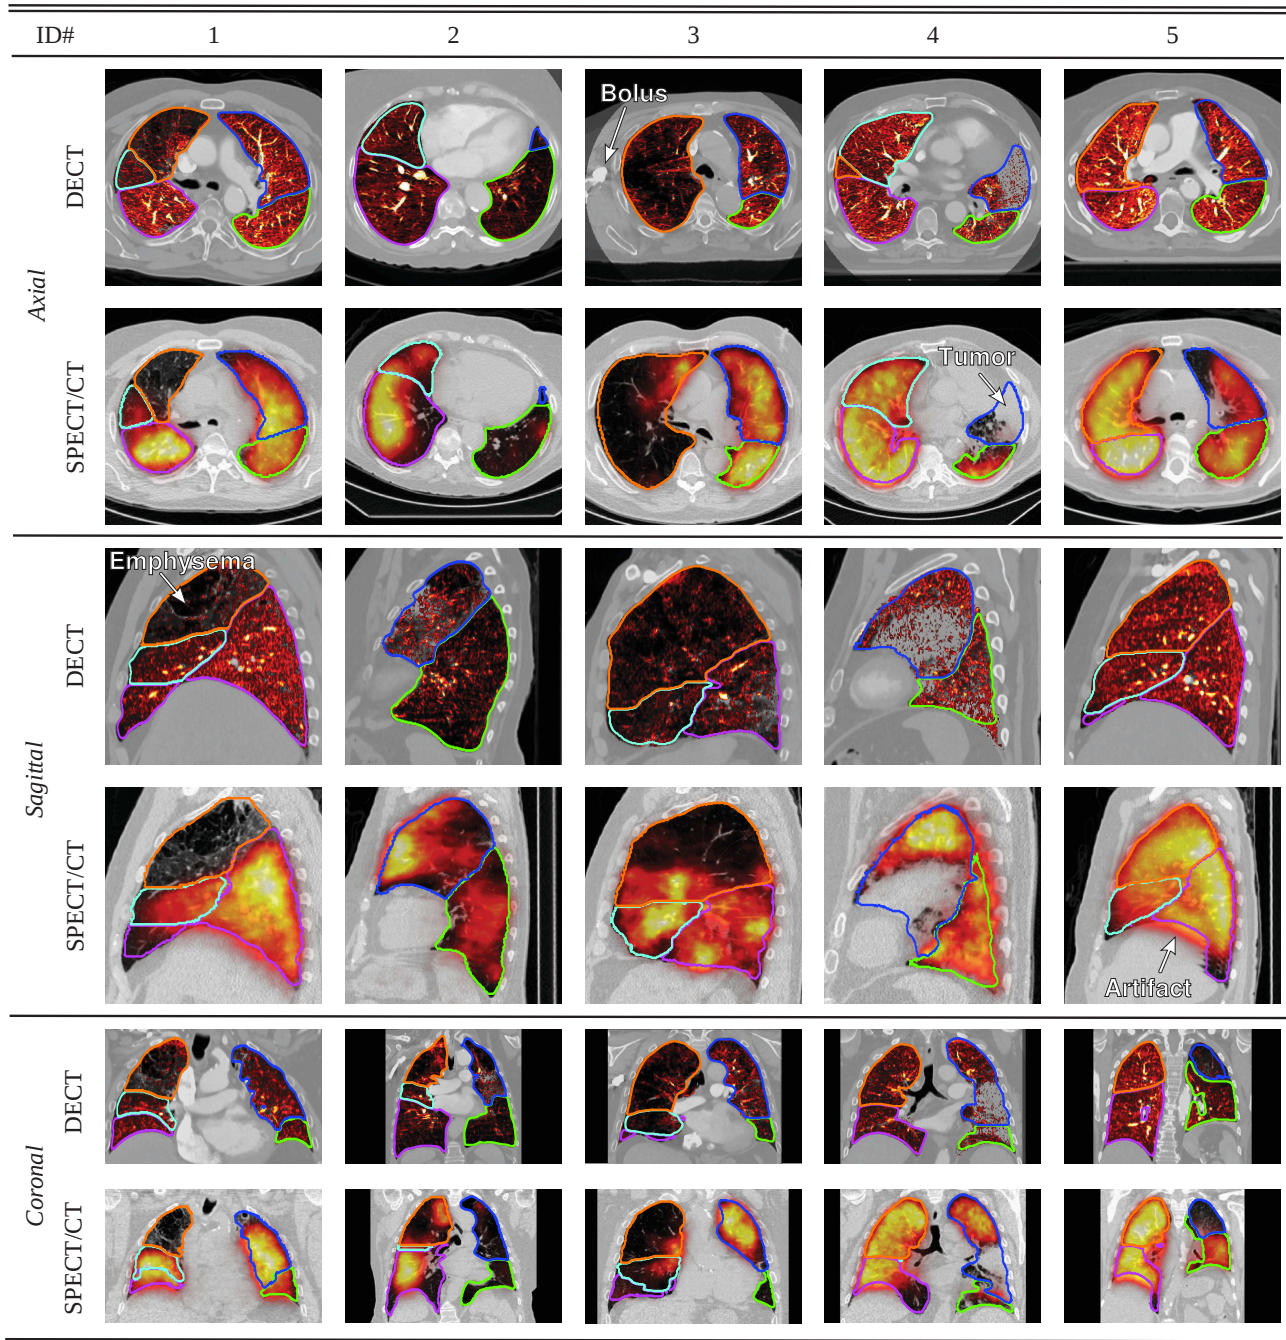 ID# 1 2 3 4 5
Axial
DECT
Bolus
SPECT/CT
Tumor
Sagittal
DECT
Emphysema
SPECT/CT
Artifact
Coronal
DECT
SPECT/CT